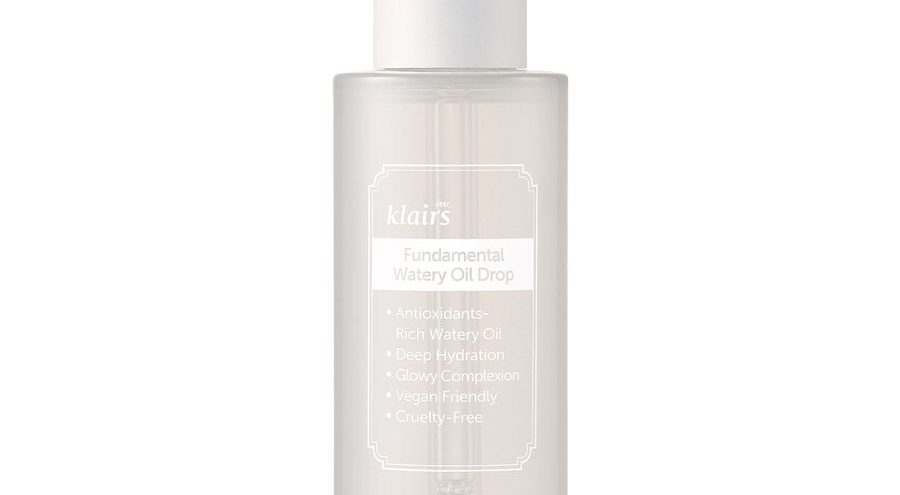 dear,
klairs
Fundamental
Watery Oil Drop
• Antioxidants-
Rich Watery Oil
• Deep Hydration
• Glowy Complexion
• Vegan Friendly
• Cruelty-Free